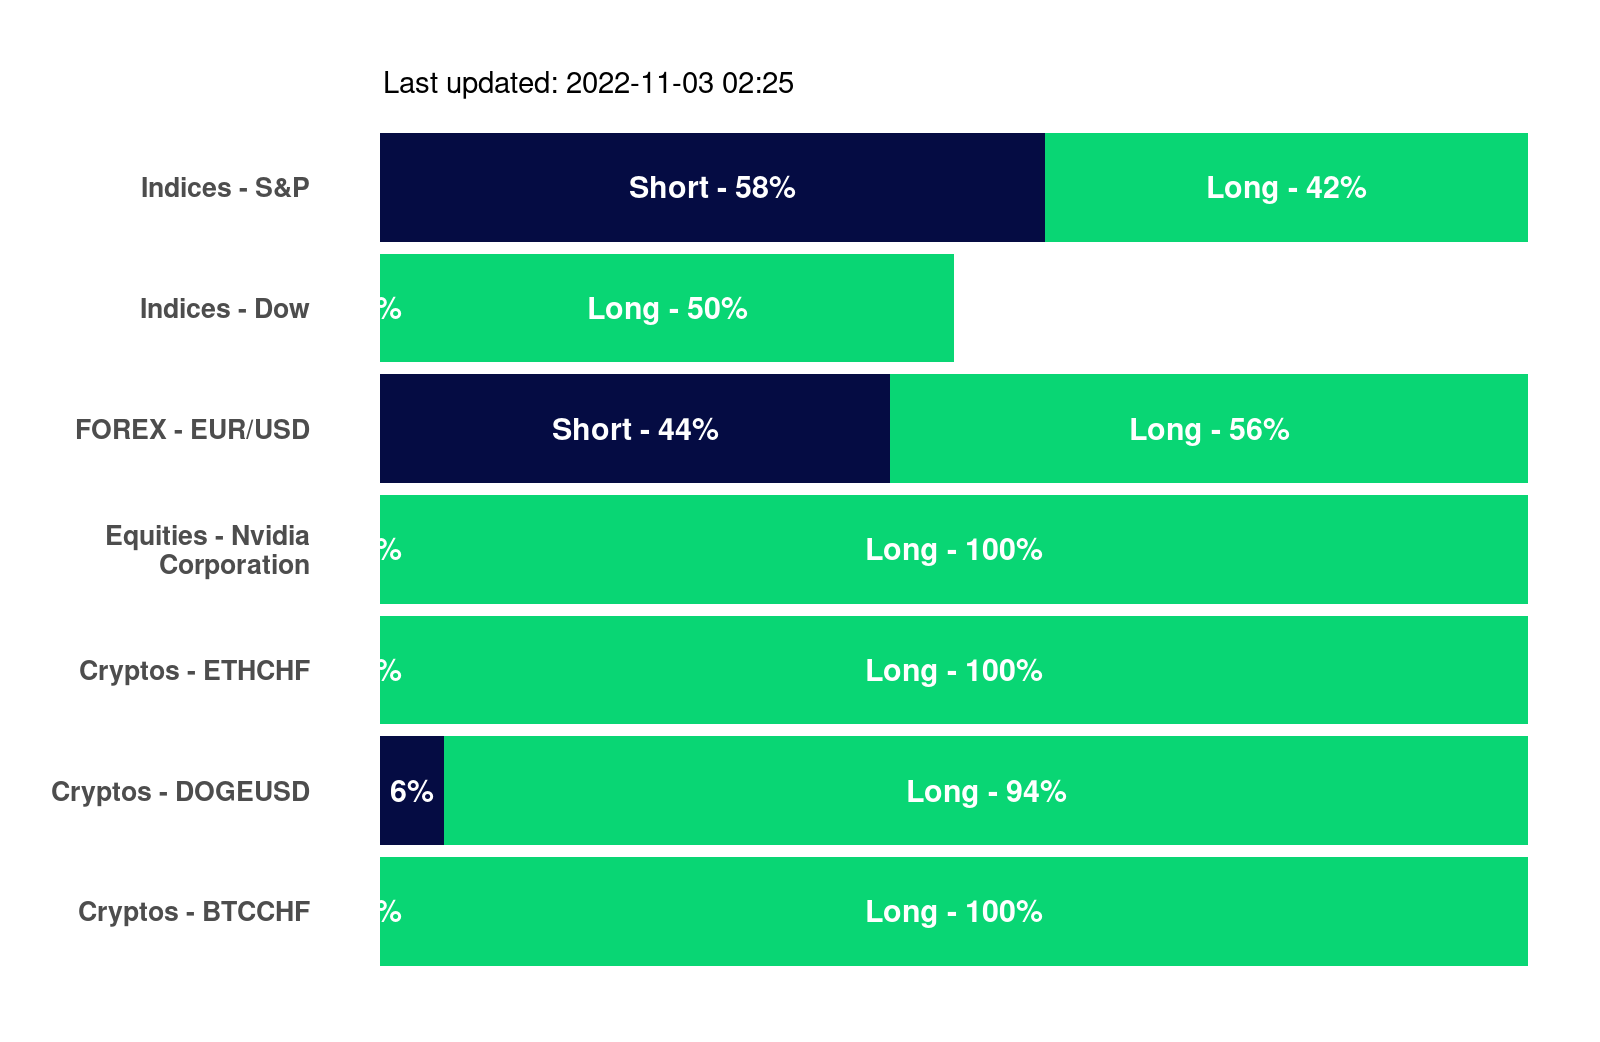 Last updated: 2022-11-03 02:25
Indices - S&P
Short - 58%
Long - 42%
Indices - Dow
%
Long - 50%
FOREX - EUR/USD
Short - 44%
Long - 56%
Equities - Nvidia
Corporation
%
Long - 100%
Cryptos - ETHCHF
%
Long - 100%
Cryptos - DOGEUSD
6%
Long - 94%
Cryptos - BTCCHF
%
Long - 100%